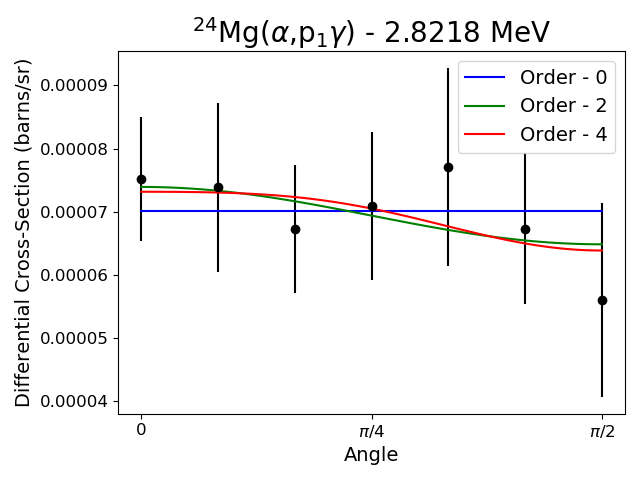 ²⁴Mg(α,p₁γ) - 2.8218 MeV
Differential Cross-Section (barns/sr)
0.00009
0.00008
0.00007
0.00006
0.00005
0.00004
Order - 0
Order - 2
Order - 4
0
π/4
π/2
Angle